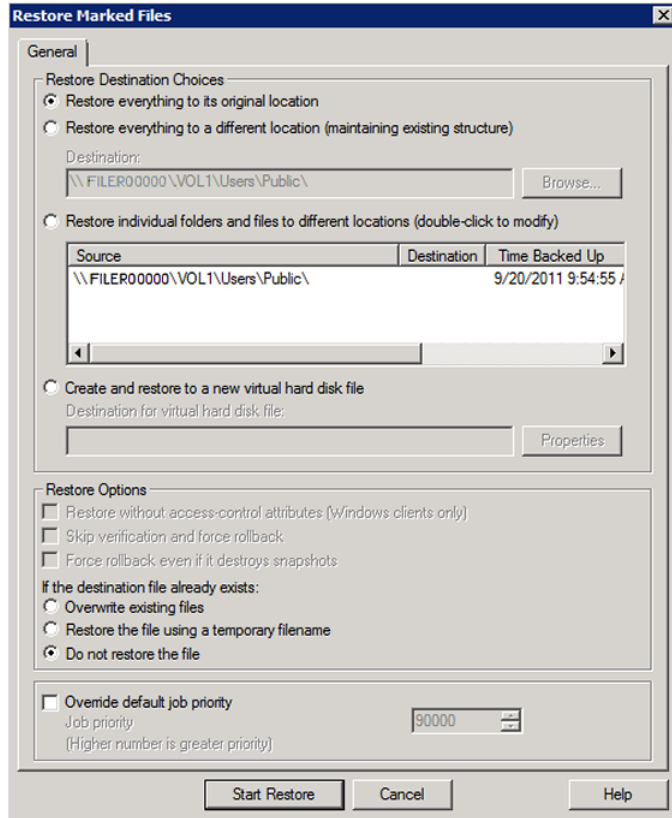 Restore Marked Files
General
Restore Destination Choices
Restore everything to its original location
Restore everything to a different location (maintaining existing structure)
Destination:
\\ FILER00000\VOL1\Users\Public\ Browse...
Restore individual folders and files to different locations (double-click to modify)
Source Destination Time Backed Up
\\ FILER00000\VOL1\Users\Public\ 9/20/2011 9:54:55 A
Create and restore to a new virtual hard disk file
Destination for virtual hard disk file:
Properties
Restore Options
Restore without access-control attributes (Windows clients only)
Skip verification and force rollback
Force rollback even if it destroys snapshots
If the destination file already exists:
Overwrite existing files
Restore the file using a temporary filename
Do not restore the file
Override default job priority
Job priority 90000
(Higher number is greater priority)
Start Restore Cancel Help